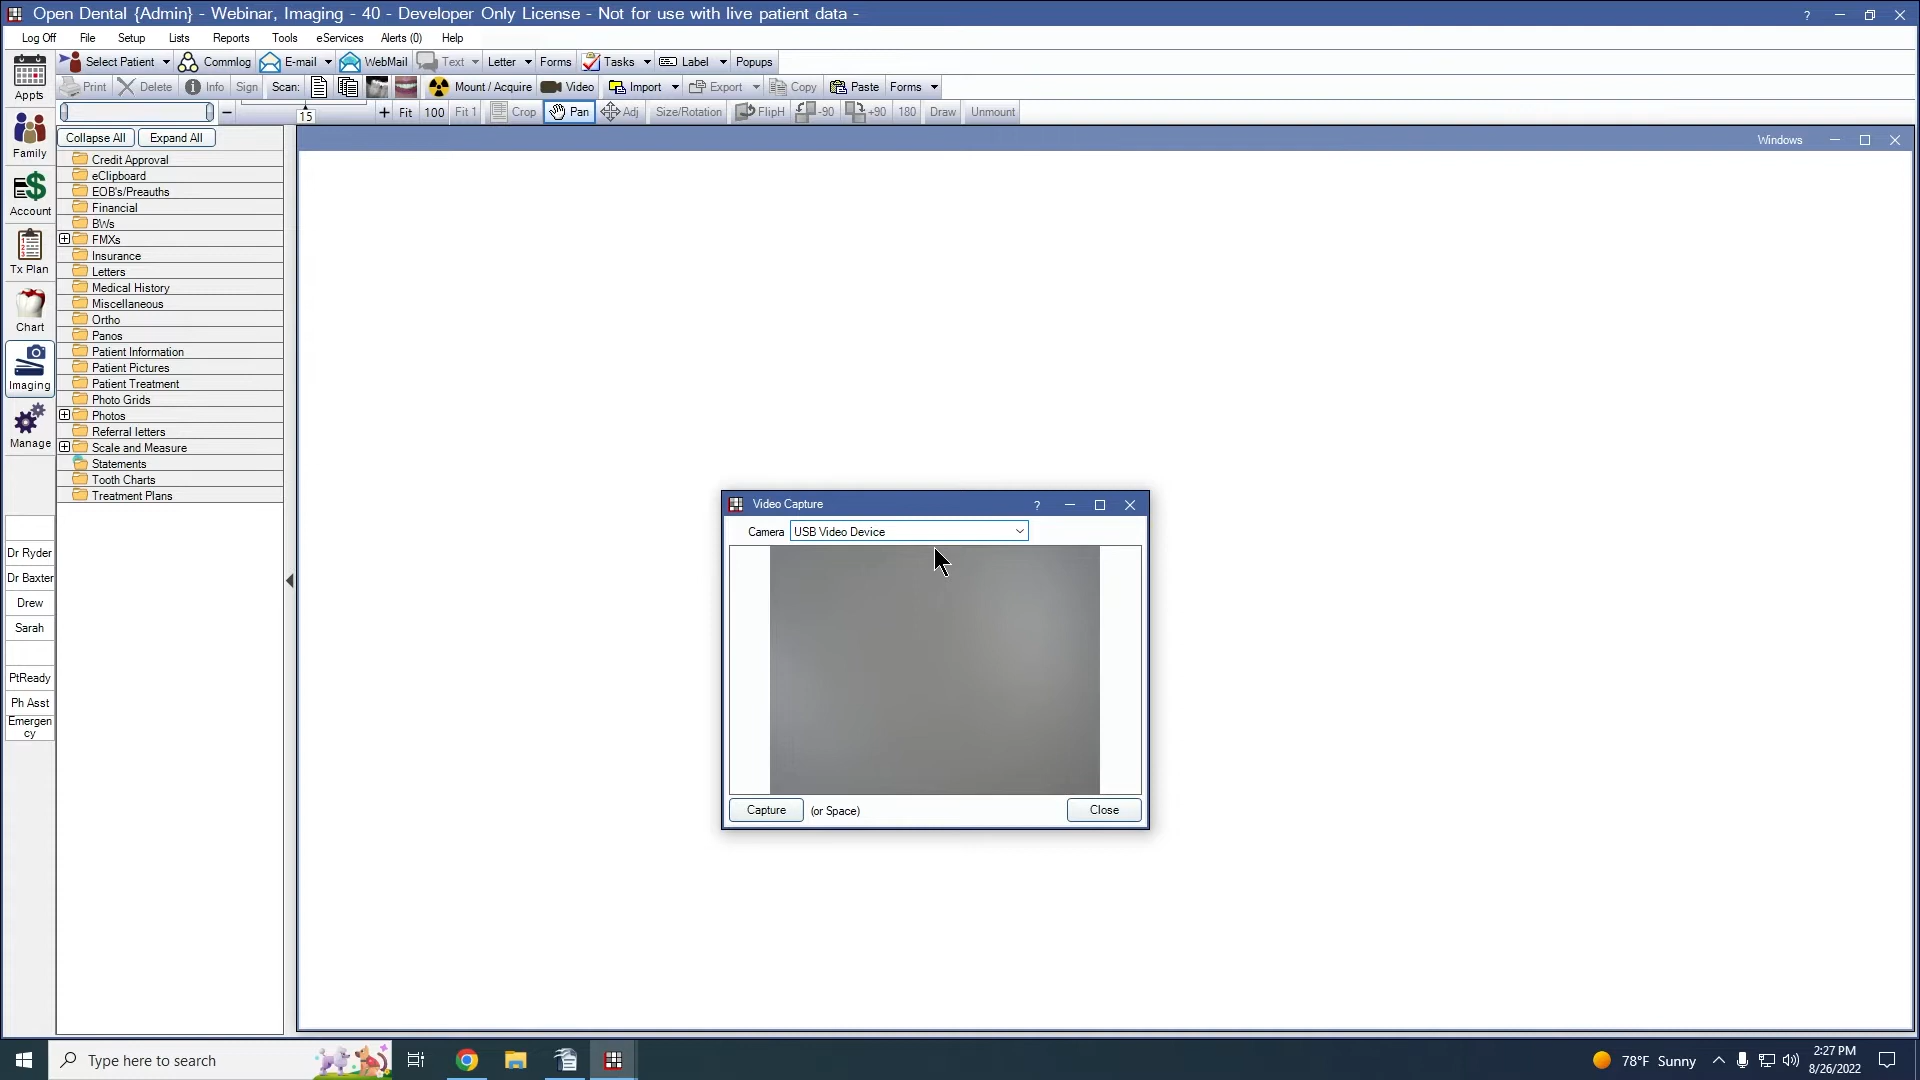 Open Dental {Admin} - Webinar, Imaging - 40 - Developer Only License - Not for use with live patient data -
?
Log Off File Setup Lists Reports Tools eServices Alerts (0) Help
Appts
Select Patient Commlog E-mail WebMail Text Letter Forms Tasks Label Popups
Print Delete Info Sign Scan: Mount / Acquire Video Import Export Copy Paste Forms
15 Fit 100 Fit 1 Crop Pan Adj Size/Rotation FlipH -90 +90 180 Draw Unmount
Collapse All Expand All
Windows
Family
Account
Tx Plan
Chart
Imaging
Manage
Credit Approval
eClipboard
EOB's/Preauths
Financial
BWs
FMXs
Insurance
Letters
Medical History
Miscellaneous
Ortho
Panos
Patient Information
Patient Pictures
Patient Treatment
Photo Grids
Photos
Referral letters
Scale and Measure
Statements
Tooth Charts
Treatment Plans
Dr Ryder
Dr Baxter
Drew
Sarah
PtReady
Ph Asst
Emergen
cy
Video Capture
?
Camera USB Video Device
Capture (or Space) Close
Type here to search
78°F Sunny
2:27 PM
8/26/2022